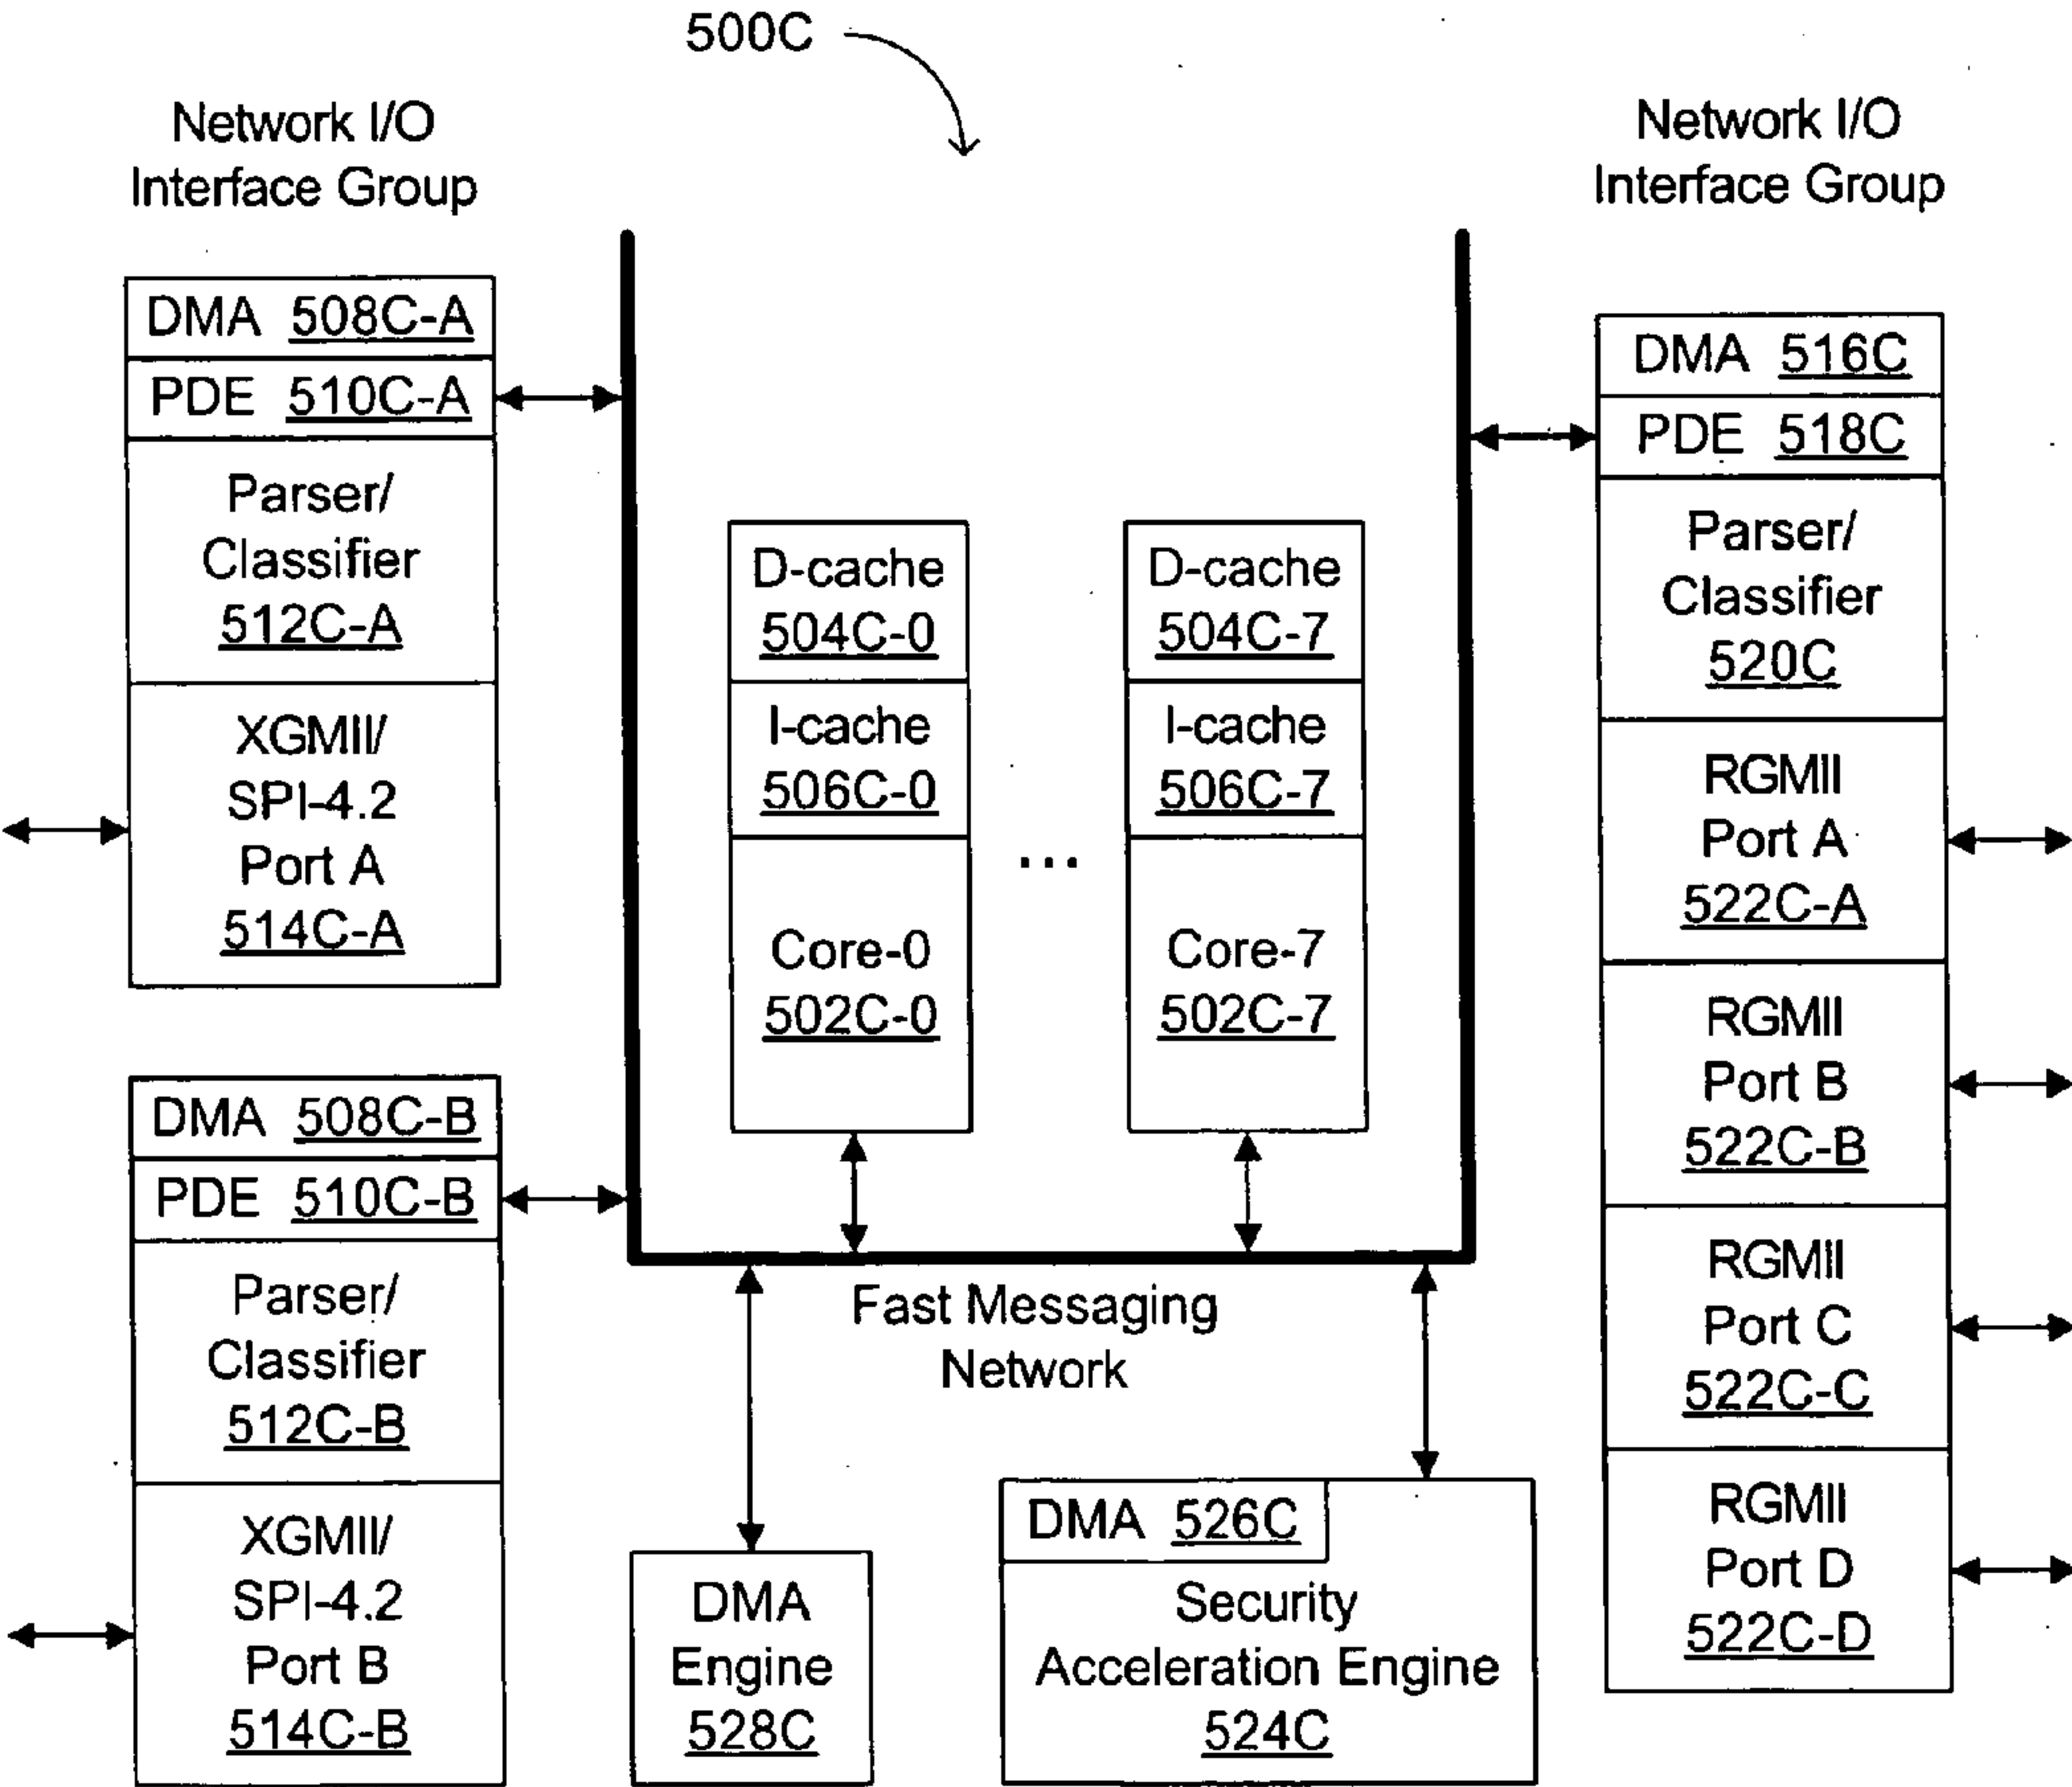 500C
Network I/O
Interface Group
DMA 508C-A
PDE 510C-A
Parser/
Classifier
512C-A
XGMII/
SPI-4.2
Port A
514C-A
DMA 508C-B
PDE 510C-B
Parser/
Classifier
512C-B
XGMII/
SPI-4.2
Port B
514C-B
D-cache
504C-0
I-cache
506C-0
Core-0
502C-0
...
D-cache
504C-7
I-cache
506C-7
Core-7
502C-7
Fast Messaging
Network
DMA
Engine
528C
DMA 526C
Security
Acceleration Engine
524C
Network I/O
Interface Group
DMA 516C
PDE 518C
Parser/
Classifier
520C
RGMII
Port A
522C-A
RGMII
Port B
522C-B
RGMII
Port C
522C-C
RGMII
Port D
522C-D